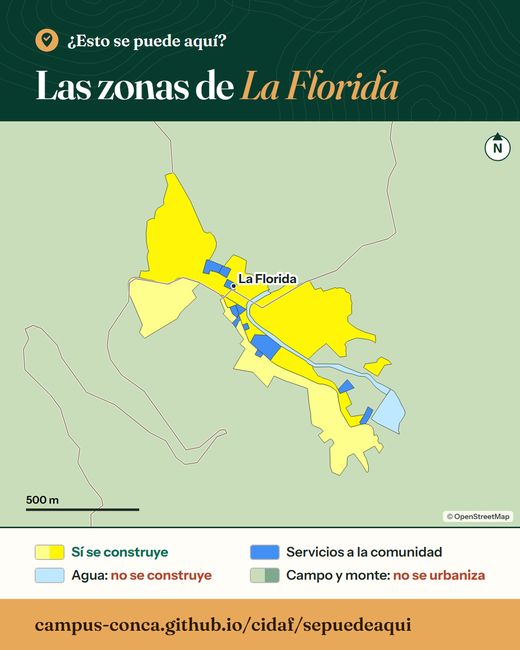 ¿Esto se puede aquí?
Las zonas de La Florida
N
La Florida
500 m
© OpenStreetMap
Sí se construye
Servicios a la comunidad
Agua: no se construye
Campo y monte: no se urbaniza
campus-conca.github.io/cidaf/sepuedeaqui